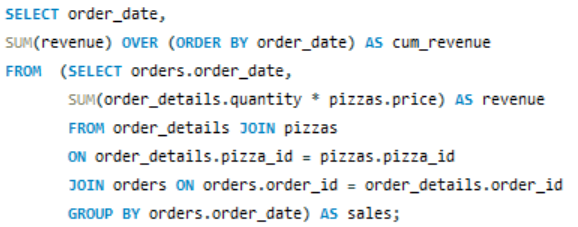 SELECT order_date,
SUM(revenue) OVER (ORDER BY order_date) AS cum_revenue
FROM (SELECT orders.order_date,
SUM(order_details.quantity * pizzas.price) AS revenue
FROM order_details JOIN pizzas
ON order_details.pizza_id = pizzas.pizza_id
JOIN orders ON orders.order_id = order_details.order_id
GROUP BY orders.order_date) AS sales;